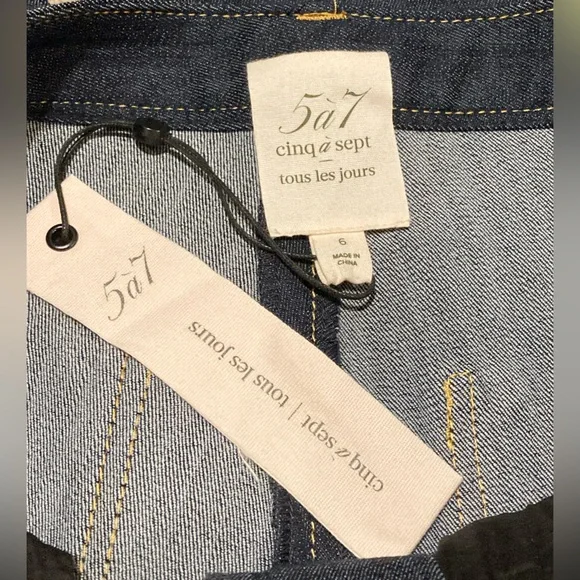 5à7
cinq à sept
tous les jours
6
MADE IN
CHINA
5à7
cinq à sept | tous les jours